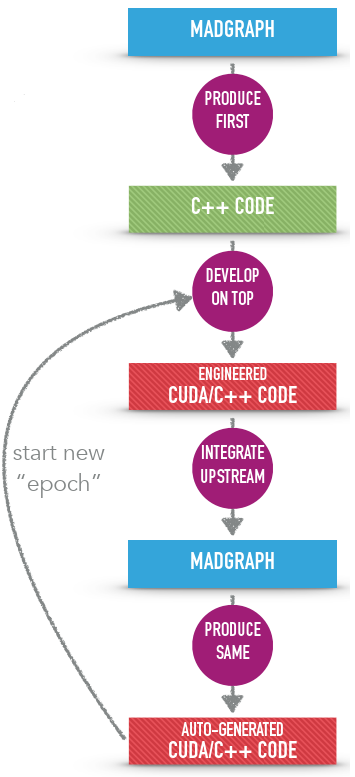 MADGRAPH
PRODUCE
FIRST
C++ CODE
DEVELOP
ON TOP
ENGINEERED
CUDA/C++ CODE
start new
“epoch”
INTEGRATE
UPSTREAM
MADGRAPH
PRODUCE
SAME
AUTO-GENERATED
CUDA/C++ CODE